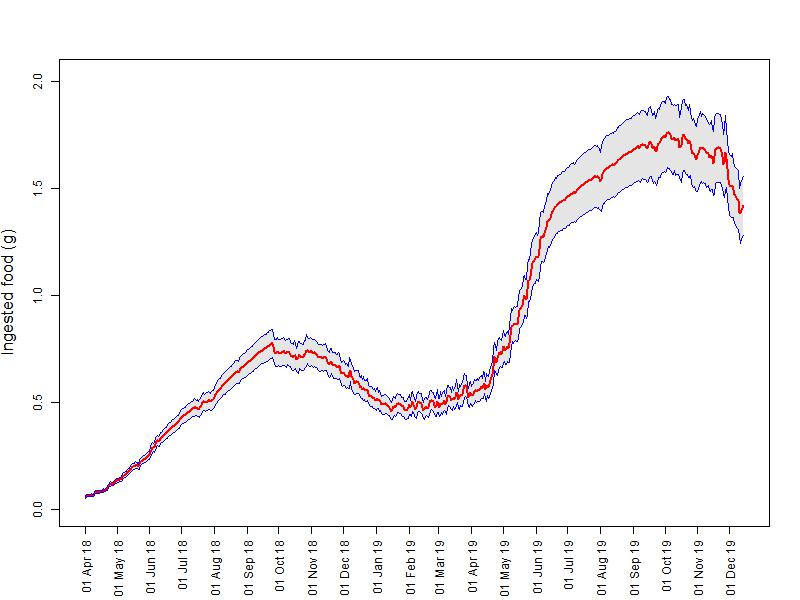 Ingested food (g)
2.0
1.5
1.0
0.5
0.0
01 Apr 18
01 May 18
01 Jun 18
01 Jul 18
01 Aug 18
01 Sep 18
01 Oct 18
01 Nov 18
01 Dec 18
01 Jan 19
01 Feb 19
01 Mar 19
01 Apr 19
01 May 19
01 Jun 19
01 Jul 19
01 Aug 19
01 Sep 19
01 Oct 19
01 Nov 19
01 Dec 19